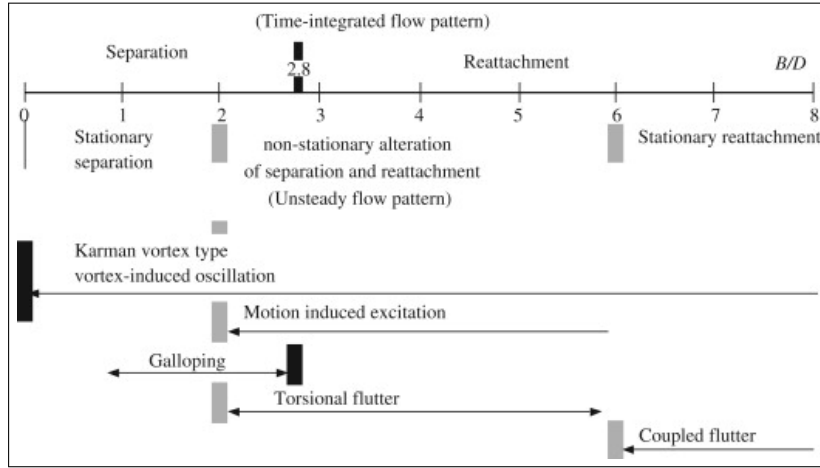 (Time-integrated flow pattern)
Separation
2.8
Reattachment
B/D
0 1 2 3 4 5 6 7 8
Stationary
separation
non-stationary alteration
of separation and reattachment
(Unsteady flow pattern)
Stationary reattachment
Karman vortex type
vortex-induced oscillation
Motion induced excitation
Galloping
Torsional flutter
Coupled flutter